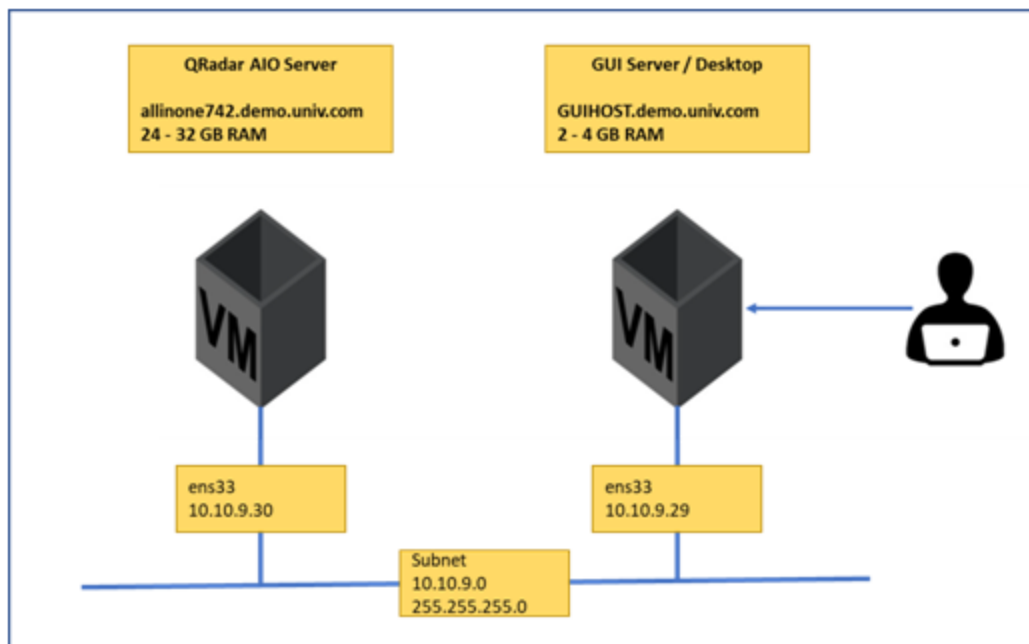 QRadar AIO Server
allinone742.demo.univ.com
24 - 32 GB RAM
GUI Server / Desktop
GUIHOST.demo.univ.com
2 - 4 GB RAM
VM
VM
ens33
10.10.9.30
ens33
10.10.9.29
Subnet
10.10.9.0
255.255.255.0